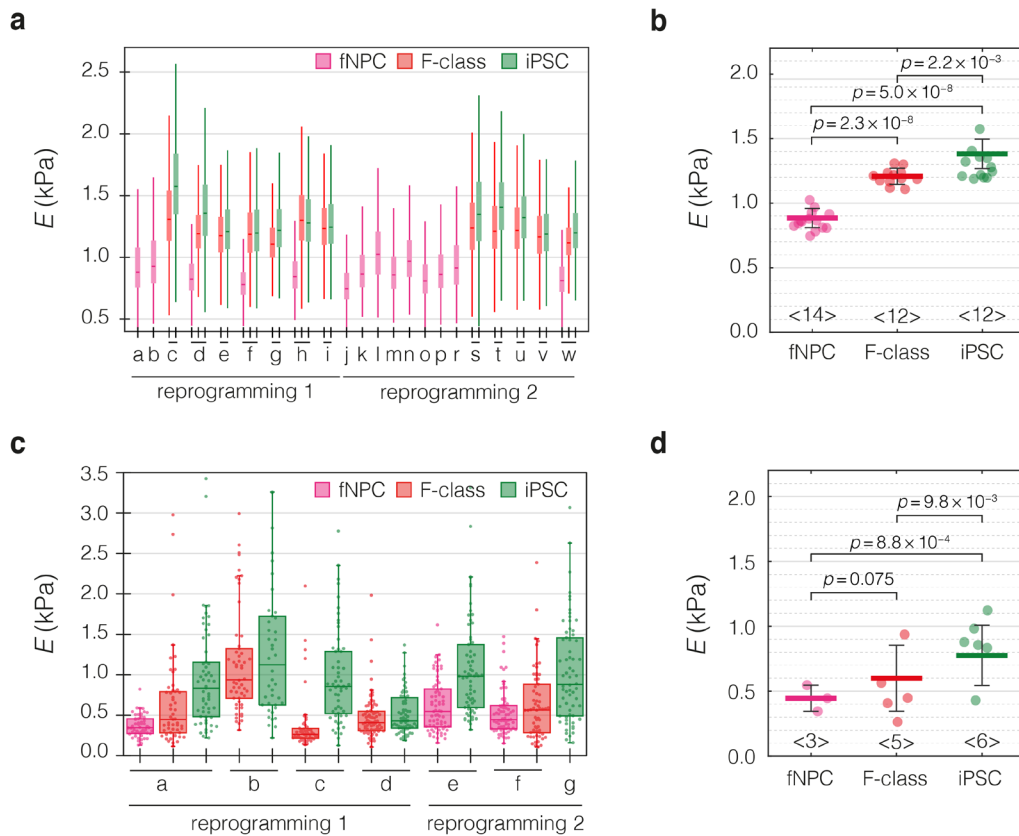 a
fNPC F-class iPSC
2.5
2.0
1.5
1.0
0.5
E (kPa)
a b c d e f g h i j k l m n o p r s t u v w
reprogramming 1 reprogramming 2
b
p = 2.2 × 10⁻³
p = 5.0 × 10⁻⁸
p = 2.3 × 10⁻⁸
2.0
1.5
1.0
0.5
0.0
E (kPa)
<14> <12> <12>
fNPC F-class iPSC
c
fNPC F-class iPSC
3.5
3.0
2.5
2.0
1.5
1.0
0.5
0.0
E (kPa)
a b c d e f g
reprogramming 1 reprogramming 2
d
p = 9.8 × 10⁻³
p = 8.8 × 10⁻⁴
p = 0.075
2.0
1.5
1.0
0.5
0.0
E (kPa)
<3> <5> <6>
fNPC F-class iPSC